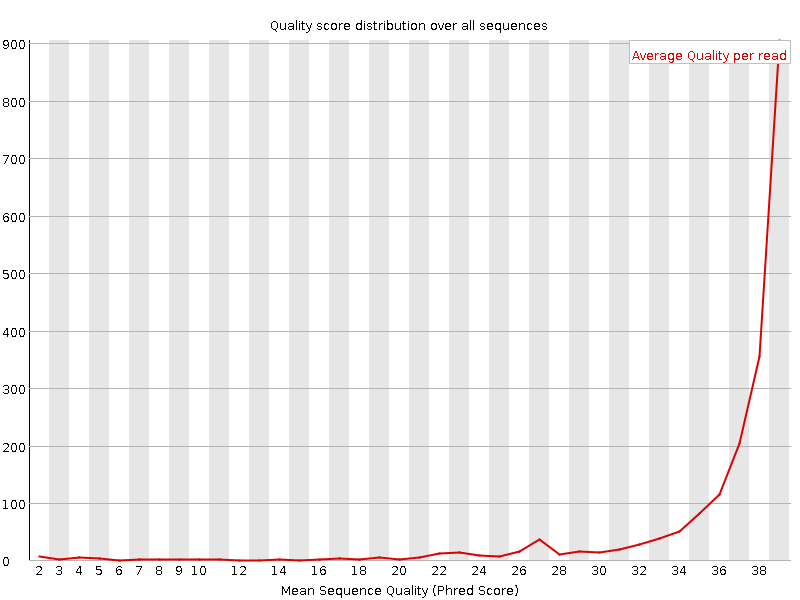 Quality score distribution over all sequences
Average Quality per read
900
800
700
600
500
400
300
200
100
0
2 3 4 5 6 7 8 9 10 12 14 16 18 20 22 24 26 28 30 32 34 36 38
Mean Sequence Quality (Phred Score)